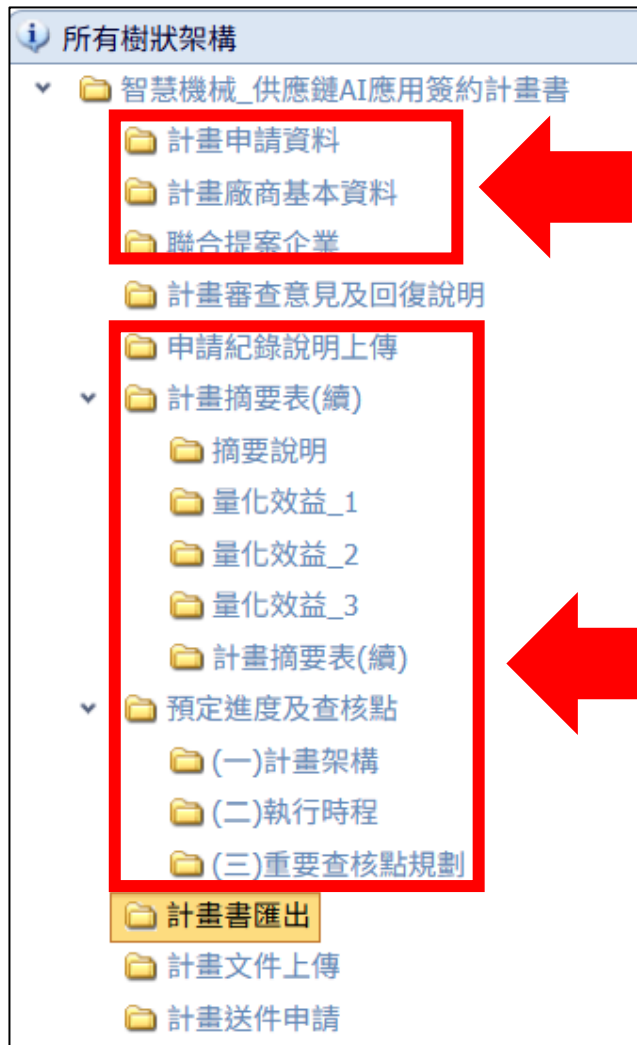 所有樹狀架構
智慧機械_供應鏈AI應用簽約計畫書
計畫申請資料
計畫廠商基本資料
聯合提案企業
計畫審查意見及回復說明
申請紀錄說明上傳
計畫摘要表(續)
摘要說明
量化效益_1
量化效益_2
量化效益_3
計畫摘要表(續)
預定進度及查核點
(一)計畫架構
(二)執行時程
(三)重要查核點規劃
計畫書匯出
計畫文件上傳
計畫送件申請